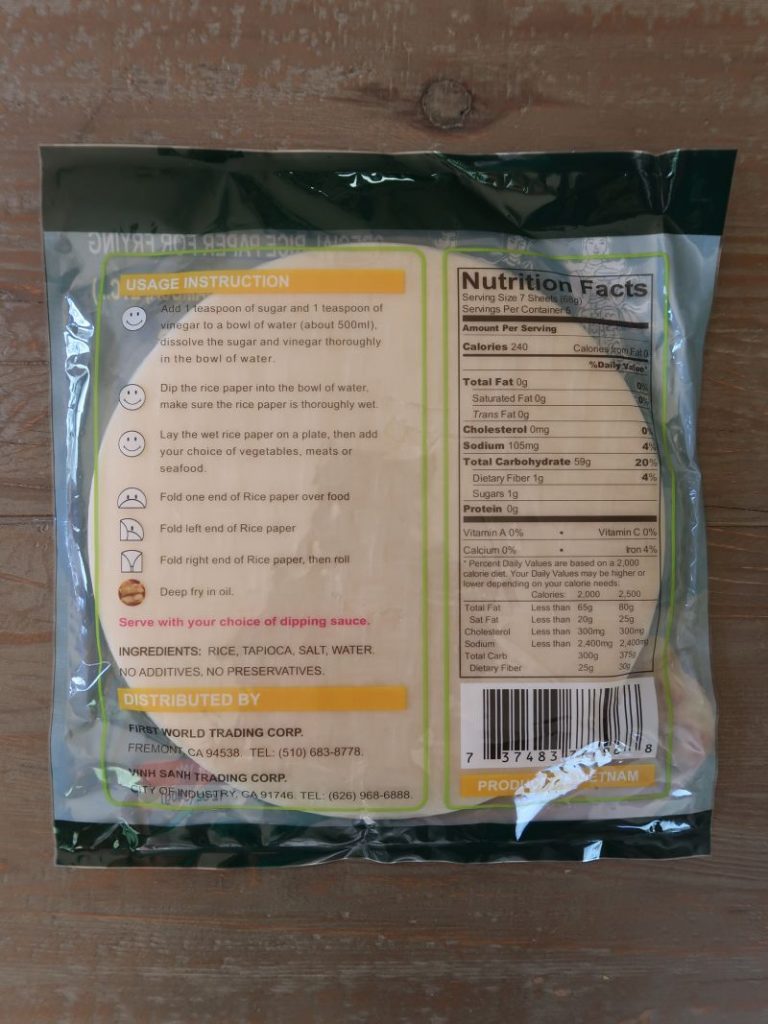 SPECIAL RICE PAPER FOR FRYING
USAGE INSTRUCTION
Add 1 teaspoon of sugar and 1 teaspoon of
vinegar to a bowl of water (about 500ml),
dissolve the sugar and vinegar thoroughly
in the bowl of water.
Dip the rice paper into the bowl of water,
make sure the rice paper is thoroughly wet.
Lay the wet rice paper on a plate, then add
your choice of vegetables, meats or
seafood.
Fold one end of Rice paper over food
Fold left end of Rice paper
Fold right end of Rice paper, then roll
Deep fry in oil.
Serve with your choice of dipping sauce.
INGREDIENTS: RICE, TAPIOCA, SALT, WATER.
NO ADDITIVES, NO PRESERVATIVES.
DISTRIBUTED BY
FIRST WORLD TRADING CORP.
FREMONT, CA 94538. TEL: (510) 683-8778.
VINH SANH TRADING CORP.
CITY OF INDUSTRY, CA 91746. TEL: (626) 968-6888.
Nutrition Facts
Serving Size 7 Sheets (68g)
Servings Per Container 5
Amount Per Serving
Calories 240 Calories from Fat 0
%Daily Value*
Total Fat 0g 0%
Saturated Fat 0g 0%
Trans Fat 0g
Cholesterol 0mg 0%
Sodium 105mg 4%
Total Carbohydrate 59g 20%
Dietary Fiber 1g 4%
Sugars 1g
Protein 0g
Vitamin A 0% • Vitamin C 0%
Calcium 0% • Iron 4%
* Percent Daily Values are based on a 2,000
calorie diet. Your Daily Values may be higher or
lower depending on your calorie needs:
Calories 2,000 2,500
Total Fat Less than 65g 80g
Sat Fat Less than 20g 25g
Cholesterol Less than 300mg 300mg
Sodium Less than 2,400mg 2,400mg
Total Carb 300g 375g
Dietary Fiber 25g 30g
7 37483 8
VIETNAM